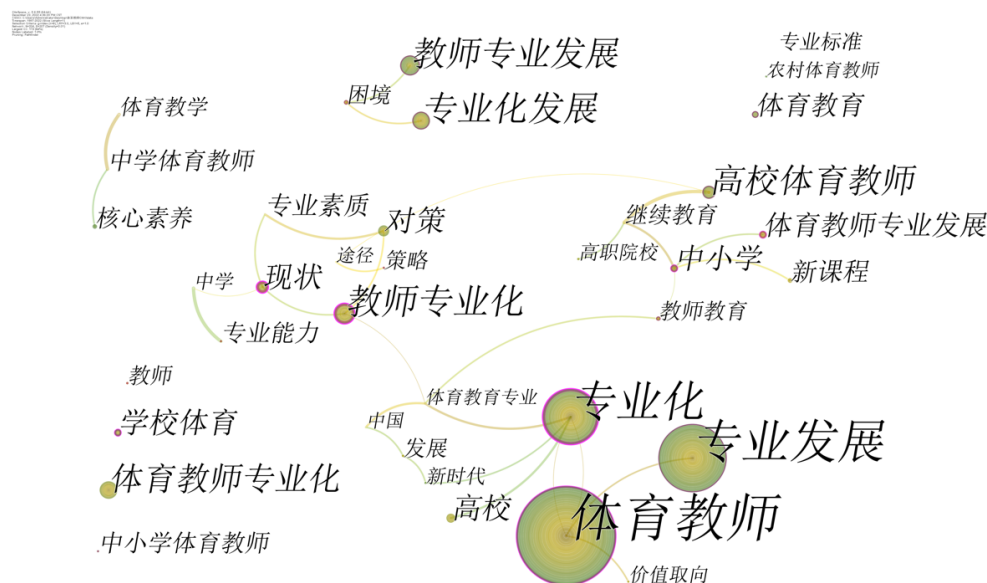 教师专业发展
专业标准
农村体育教师
困境
专业化发展
体育教育
体育教学
中学体育教师
高校体育教师
核心素养
专业素质
对策
继续教育
体育教师专业发展
途径
策略
高职院校
中小学
新课程
中学
现状
教师专业化
教师教育
专业能力
教师
体育教育专业
专业化
学校体育
中国
发展
专业发展
新时代
体育教师专业化
高校
体育教师
中小学体育教师
价值取向